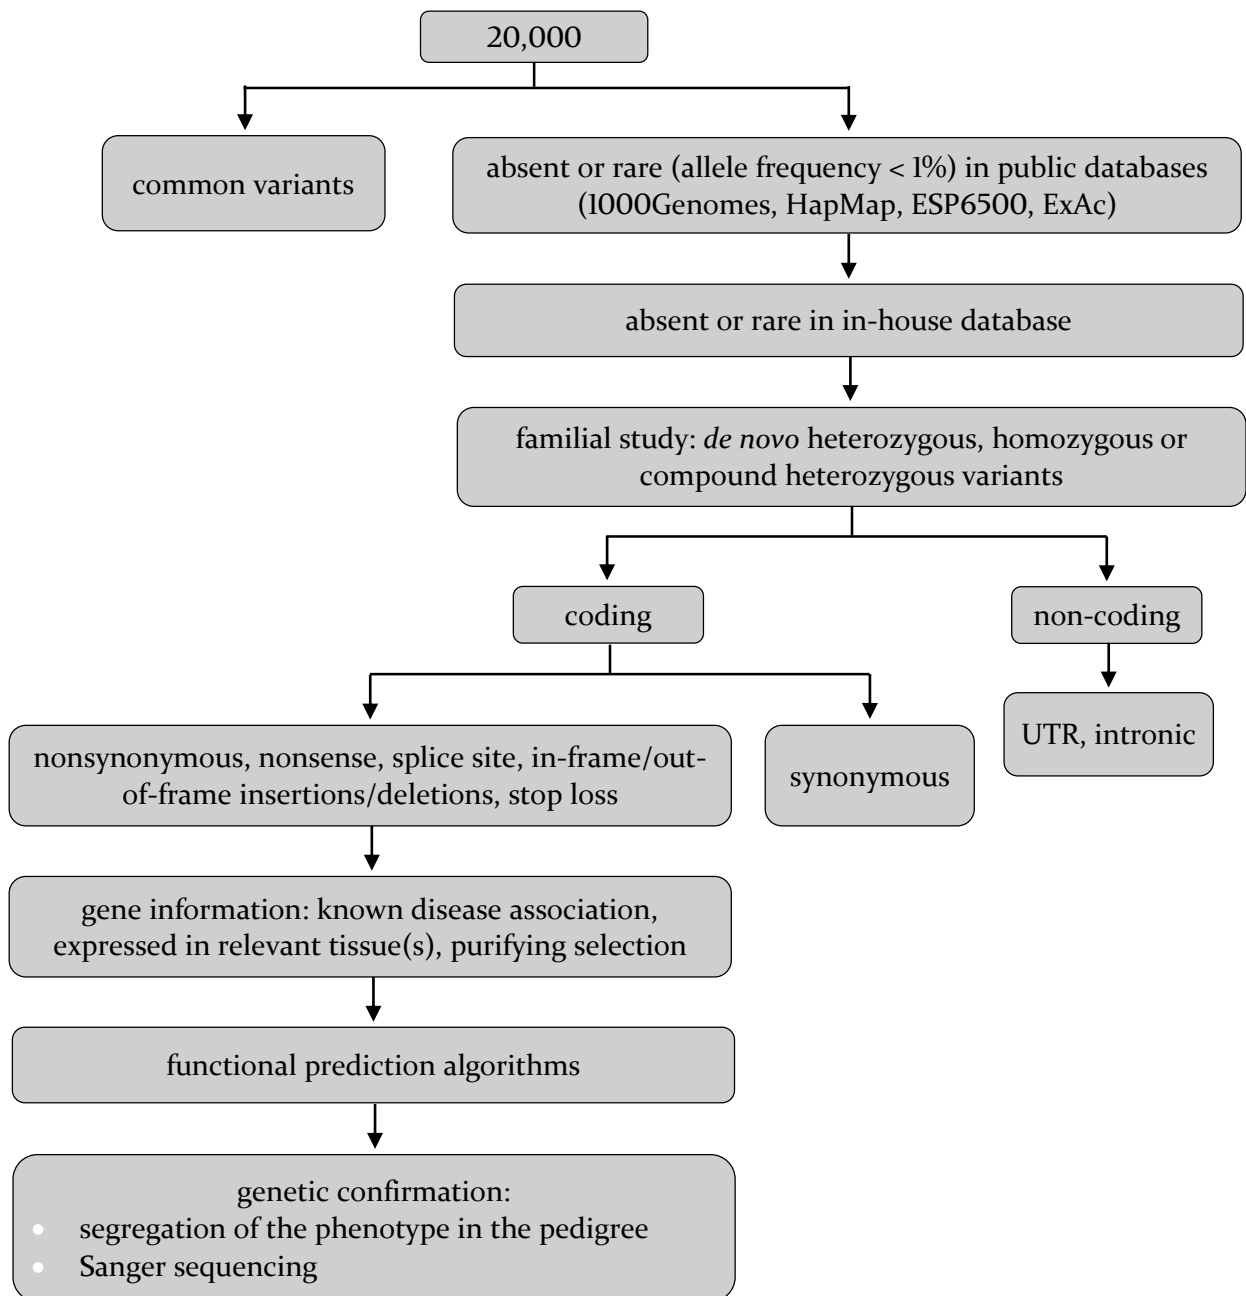 20,000
common variants
absent or rare (allele frequency < 1%) in public databases
(1000Genomes, HapMap, ESP6500, ExAc)
absent or rare in in-house database
familial study: de novo heterozygous, homozygous or
compound heterozygous variants
coding
non-coding
nonsynonymous, nonsense, splice site, in-frame/out-
of-frame insertions/deletions, stop loss
synonymous
UTR, intronic
gene information: known disease association,
expressed in relevant tissue(s), purifying selection
functional prediction algorithms
genetic confirmation:
• segregation of the phenotype in the pedigree
• Sanger sequencing